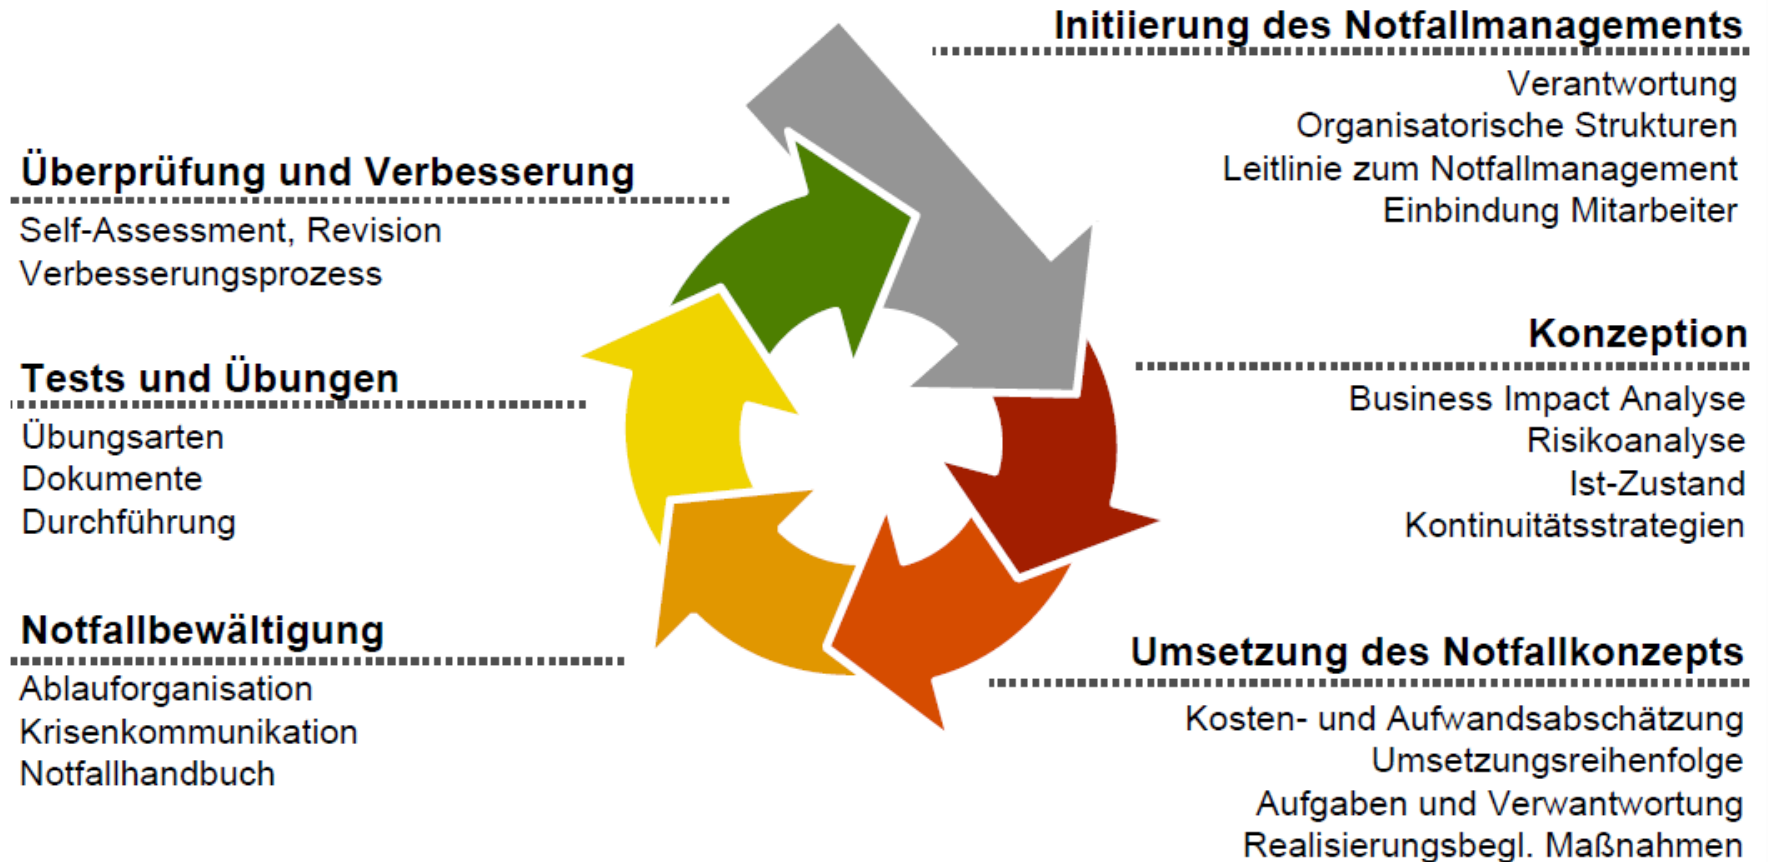 Initiierung des Notfallmanagements
Verantwortung
Organisatorische Strukturen
Leitlinie zum Notfallmanagement
Einbindung Mitarbeiter
Konzeption
Business Impact Analyse
Risikoanalyse
Ist-Zustand
Kontinuitätsstrategien
Umsetzung des Notfallkonzepts
Kosten- und Aufwandsabschätzung
Umsetzungsreihenfolge
Aufgaben und Verwantwortung
Realisierungsbegl. Maßnahmen
Notfallbewältigung
Ablauforganisation
Krisenkommunikation
Notfallhandbuch
Tests und Übungen
Übungsarten
Dokumente
Durchführung
Überprüfung und Verbesserung
Self-Assessment, Revision
Verbesserungsprozess